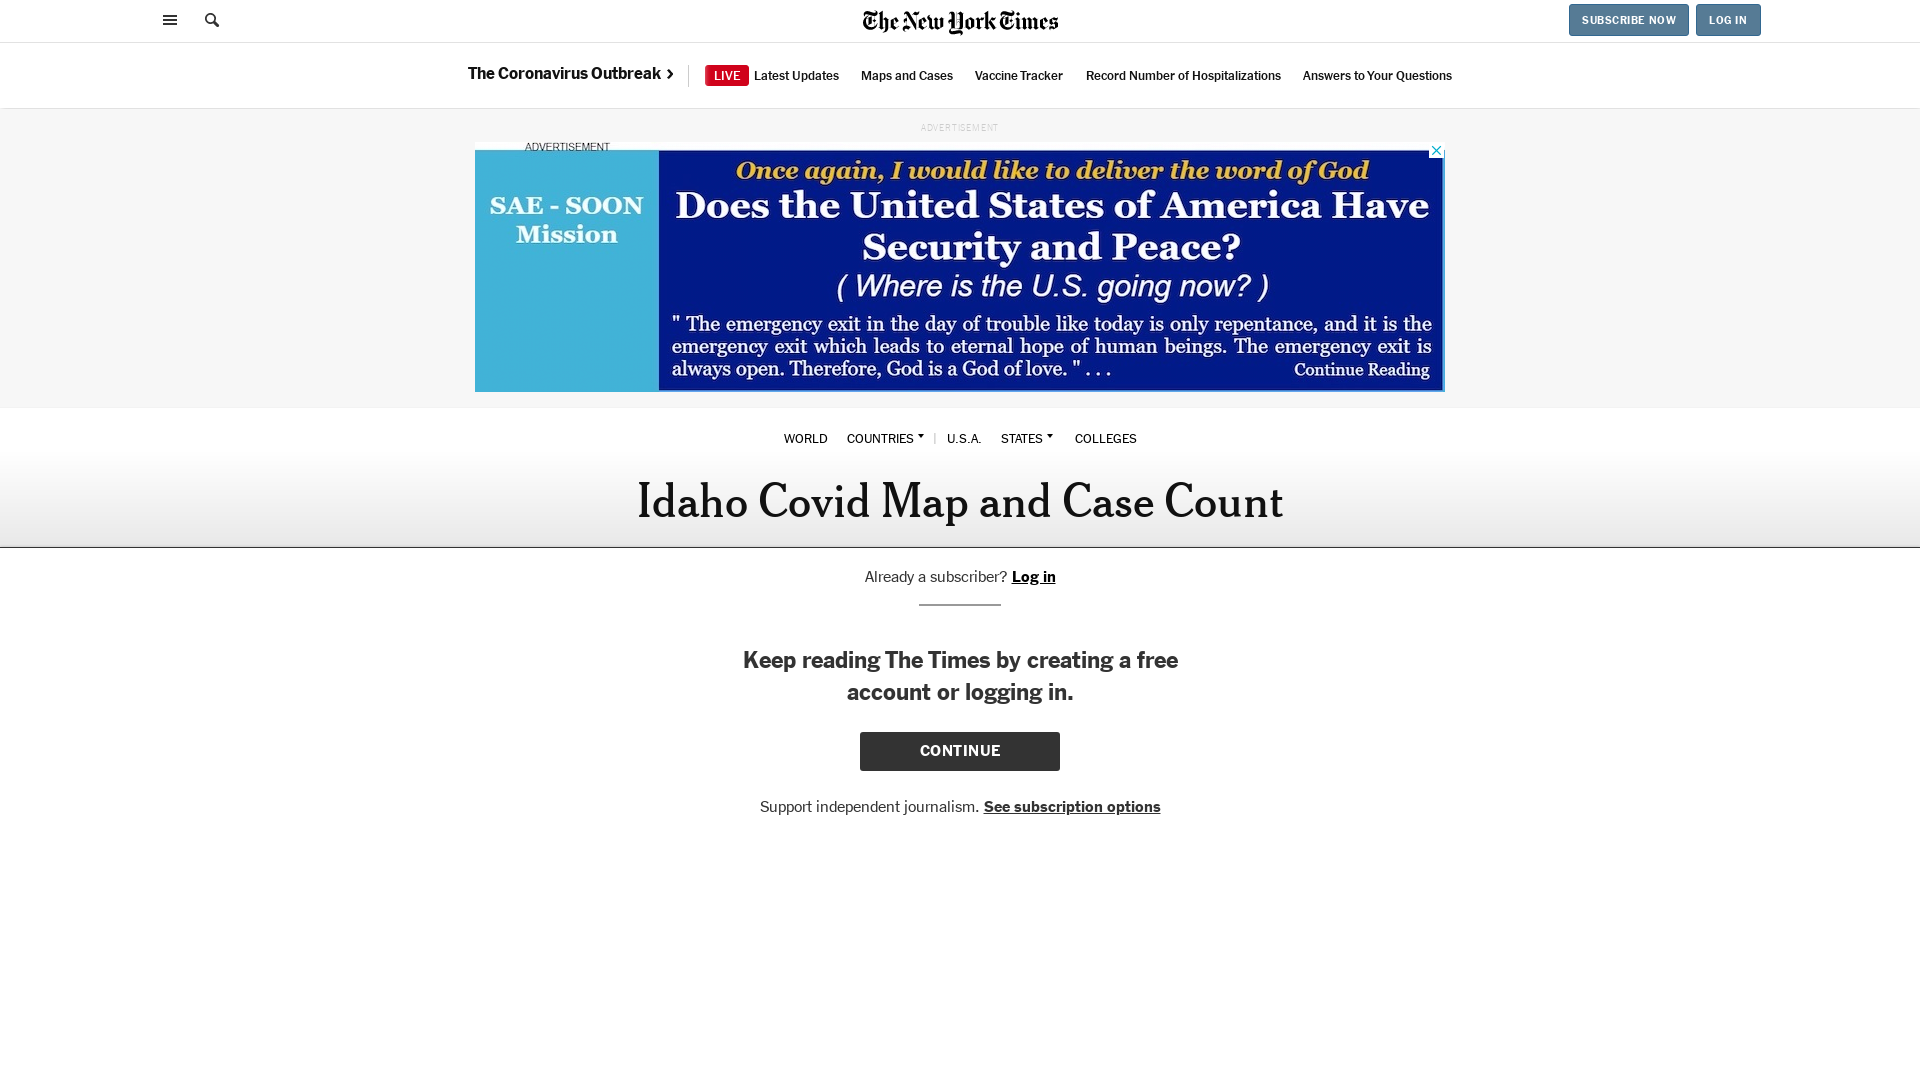 The New York Times
SUBSCRIBE NOW
LOG IN
The Coronavirus Outbreak
LIVE Latest Updates
Maps and Cases
Vaccine Tracker
Record Number of Hospitalizations
Answers to Your Questions
ADVERTISEMENT
ADVERTISEMENT
SAE - SOON
Mission
Once again, I would like to deliver the word of God
Does the United States of America Have
Security and Peace?
( Where is the U.S. going now? )
" The emergency exit in the day of trouble like today is only repentance, and it is the
emergency exit which leads to eternal hope of human beings. The emergency exit is
always open. Therefore, God is a God of love. " . . .
Continue Reading
WORLD
COUNTRIES
U.S.A.
STATES
COLLEGES
Idaho Covid Map and Case Count
Already a subscriber? Log in
Keep reading The Times by creating a free
account or logging in.
CONTINUE
Support independent journalism. See subscription options